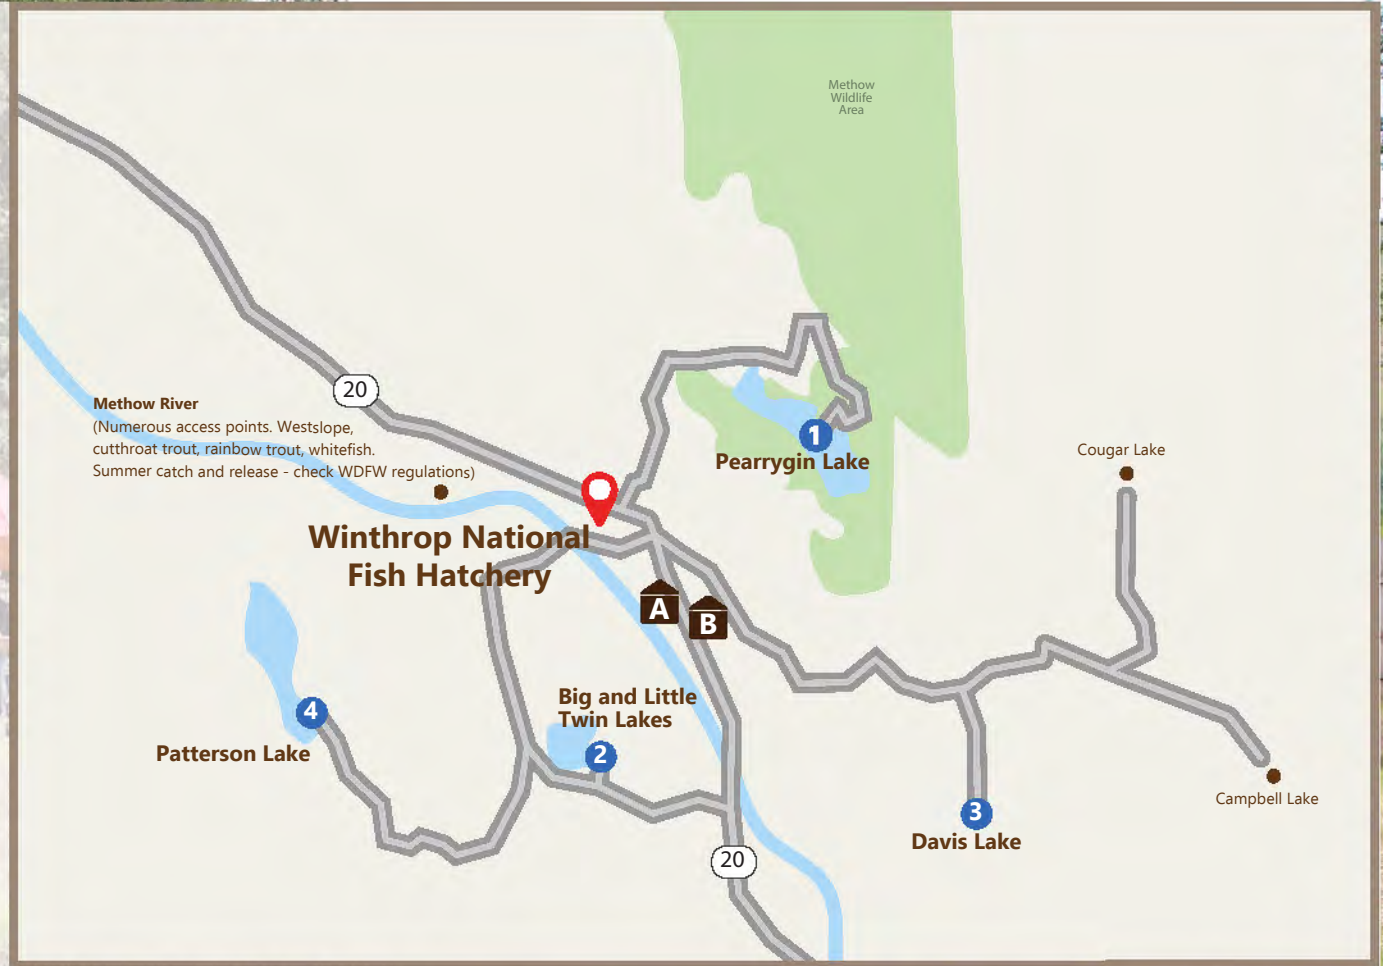 Methow
Wildlife
Area
20
Methow River
(Numerous access points. Westslope,
cutthroat trout, rainbow trout, whitefish.
Summer catch and release - check WDFW regulations)
1
Pearrygin Lake
Cougar Lake
Winthrop National
Fish Hatchery
A
B
Big and Little
Twin Lakes
2
4
Patterson Lake
Campbell Lake
3
Davis Lake
20